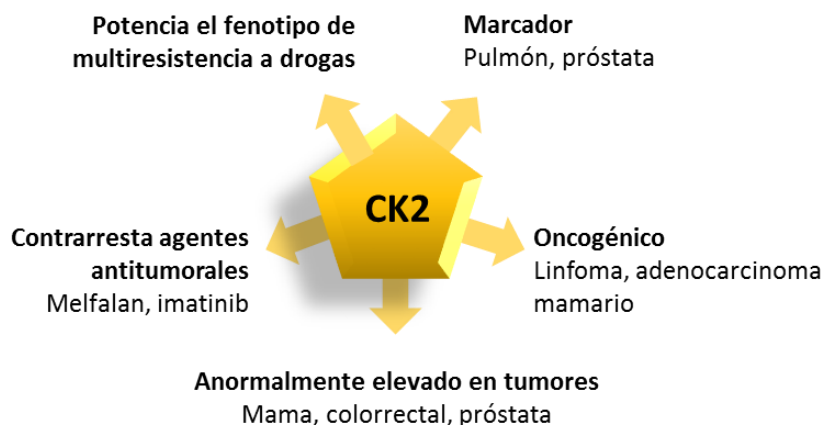 Potencia el fenotipo de
multiresistencia a drogas
Marcador
Pulmón, próstata
CK2
Contrarresta agentes
antitumorales
Melfalan, imatinib
Oncogénico
Linfoma, adenocarcinoma
mamario
Anormalmente elevado en tumores
Mama, colorrectal, próstata